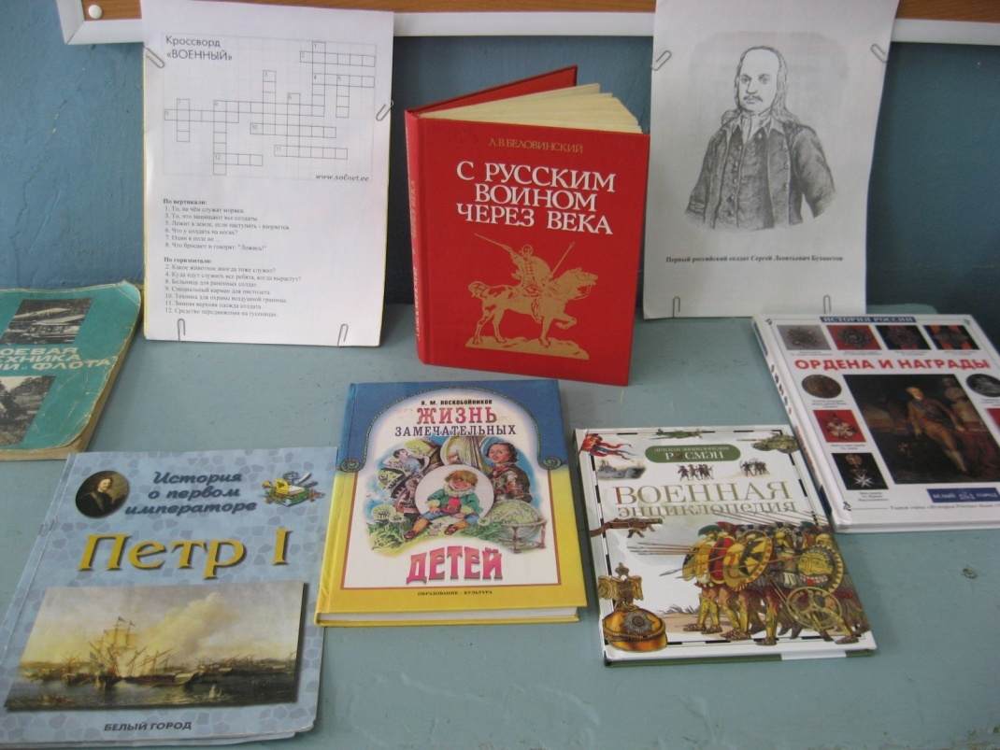 Кроссворд
«ВОЕННЫЙ»
www.solnet.ee
По вертикали:
1. То, на чём служат моряки.
3. То, что защищают все солдаты.
5. Лежит в земле, если наступить - взорвется.
6. Что у солдата на ногах?
7. Один в поле не ...
8. Что бросают и говорят: "Ложись!"
По горизонтали:
2. Какое животное иногда тоже служит?
4. Куда идут служить все ребята, когда вырастут?
8. Больница для раненных солдат.
9. Специальный карман для пистолета.
10. Техника для охраны воздушной границы
11. Зимняя верхняя одежда солдата
12. Средство передвижения на гусеницах.
Л.В.БЕЛОВИНСКИЙ
С РУССКИМ
ВОИНОМ
ЧЕРЕЗ ВЕКА
Первый российский солдат Сергей Леонтьевич Бухвостов
ОЕВАЯ
ЕХНИКА
ИИ И ФЛОТА
ИСТОРИЯ РОССИИ
ОРДЕНА И НАГРАДЫ
БЕЛЫЙ ГОРОД
История
о первом
императоре
Петр I
БЕЛЫЙ ГОРОД
В. М. ВОСКОБОЙНИКОВ
ЖИЗНЬ
ЗАМЕЧАТЕЛЬНЫХ
ДЕТЕЙ
ОБРАЗОВАНИЕ - КУЛЬТУРА
ДЕТСКАЯ ЭНЦИКЛОПЕДИЯ
РОСМЭН
ВОЕННАЯ
ЭНЦИКЛОПЕДИЯ